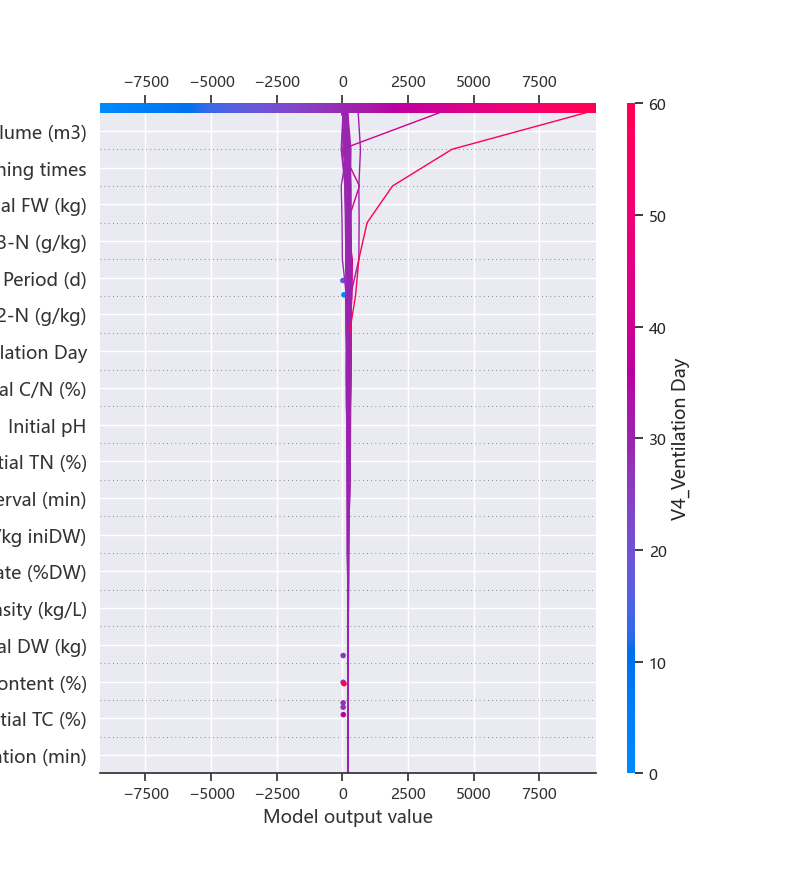 −7500 −5000 −2500 0 2500 5000 7500
lume (m3)
ning times
al FW (kg)
3-N (g/kg)
Period (d)
2-N (g/kg)
lation Day
al C/N (%)
Initial pH
tial TN (%)
erval (min)
/kg iniDW)
ate (%DW)
sity (kg/L)
al DW (kg)
ontent (%)
tial TC (%)
tion (min)
−7500 −5000 −2500 0 2500 5000 7500
Model output value
60
50
40
30
20
10
0
V4_Ventilation Day